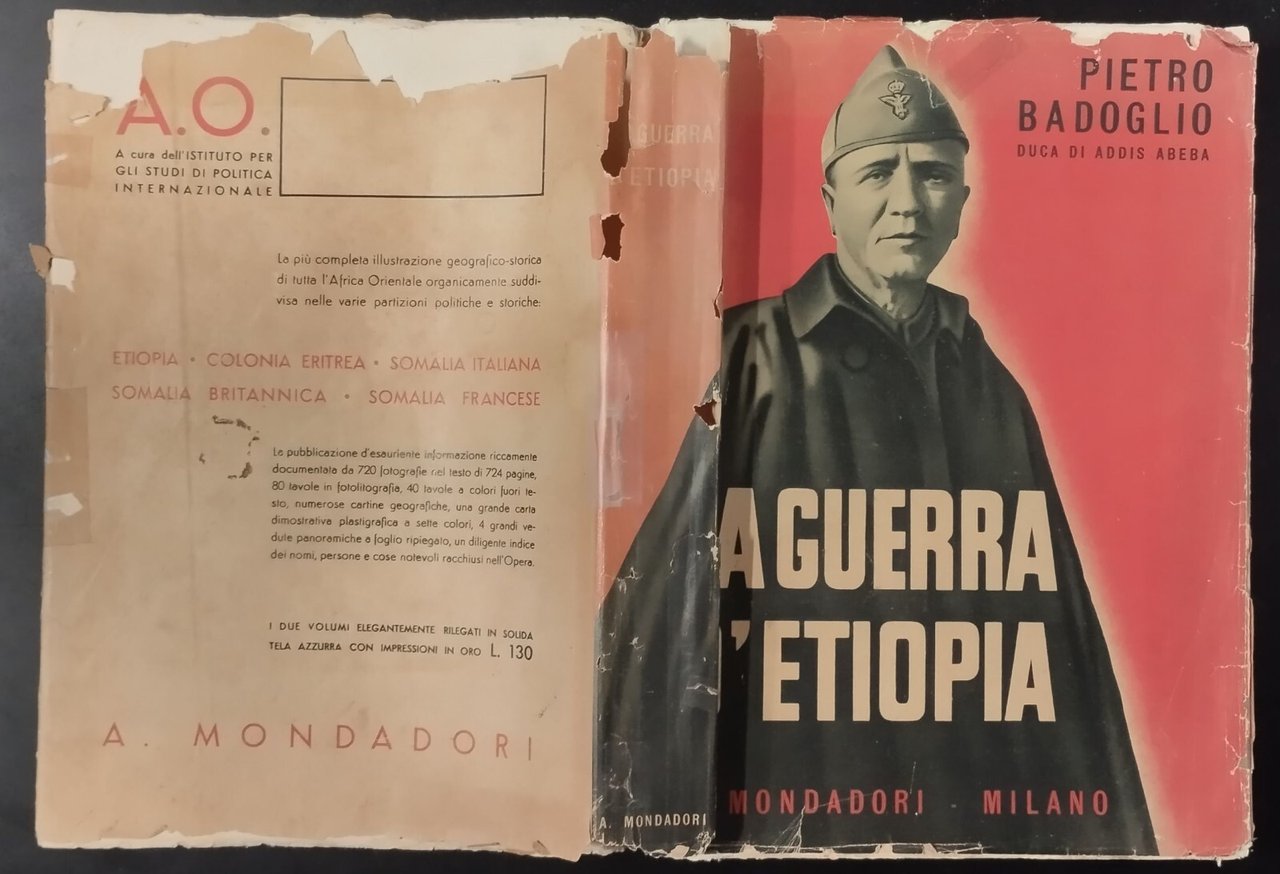 A.O.
A cura dell'ISTITUTO PER
GLI STUDI DI POLITICA
INTERNAZIONALE
La più completa illustrazione geografico-storica
di tutta l'Africa Orientale organicamente suddi-
visa nelle varie partizioni politiche e storiche:
ETIOPIA • COLONIA ERITREA • SOMALIA ITALIANA
SOMALIA BRITANNICA • SOMALIA FRANCESE
La pubblicazione d'esauriente informazione riccamente
documentata da 720 fotografie nel testo di 724 pagine,
80 tavole in fotolitografia, 40 tavole a colori fuori te-
sto, numerose cartine geografiche, una grande carta
dimostrativa plastigrafica a sette colori, 4 grandi ve-
dute panoramiche a foglio ripiegato, un diligente indice
dei nomi, persone e cose notevoli racchiusi nell'Opera.
I DUE VOLUMI ELEGANTEMENTE RILEGATI IN SOLIDA
TELA AZZURRA CON IMPRESSIONI IN ORO L. 130
A. MONDADORI
GUERRA
'ETIOPIA
A. MONDADORI
PIETRO
BADOGLIO
DUCA DI ADDIS ABEBA
A GUERRA
'ETIOPIA
MONDADORI - MILANO